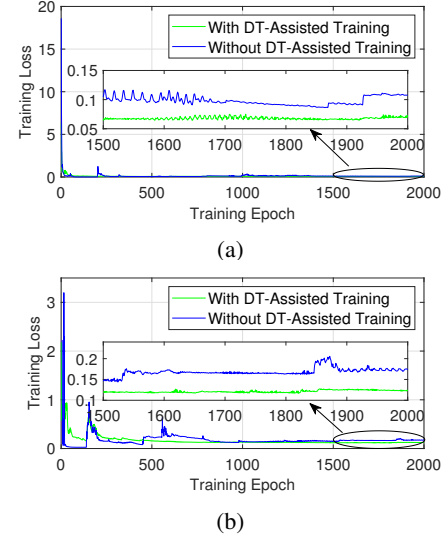 20
15
10
5
0
Training Loss
With DT-Assisted Training
Without DT-Assisted Training
0.15
0.1
0.05
1500 1600 1700 1800 1900 2000
0 500 1000 1500 2000
Training Epoch
(a)
3
2
1
0
Training Loss
With DT-Assisted Training
Without DT-Assisted Training
0.2
0.1
1500 1600 1700 1800 1900 2000
0 500 1000 1500 2000
Training Epoch
(b)